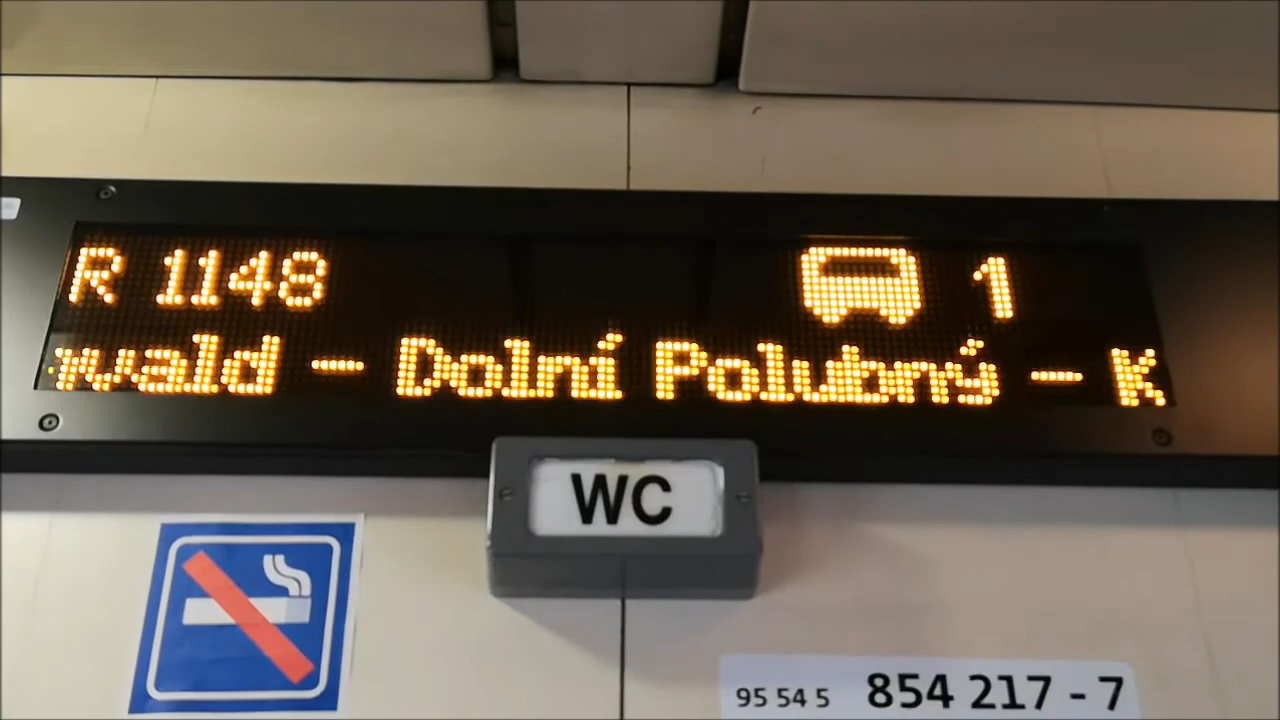 R 1148 1
wald – Dolní Polubný – K
WC
95 54 5 854 217 - 7